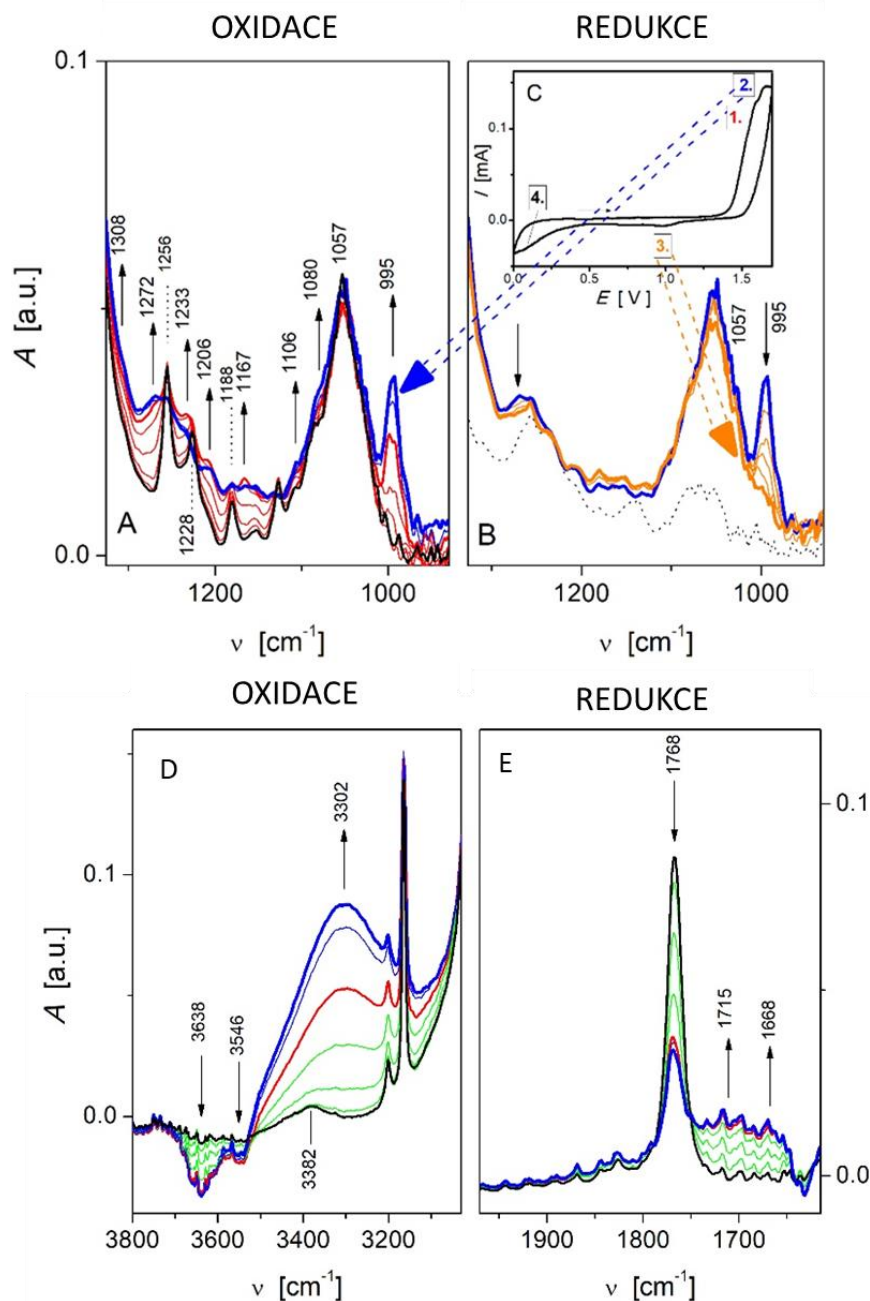 OXIDACE
REDUKCE
0.1
A [a.u.]
0.0
1308
1272
1256
1233
1206
1188
1167
1106
1080
1057
995
1228
A
1200
1000
ν [cm-1]
C
2.
1.
0.1
I [mA]
0.0
4.
3.
0.0
0.5
1.0
1.5
E [ V ]
1057
995
B
1200
1000
ν [cm-1]
OXIDACE
REDUKCE
D
0.1
A [a.u.]
0.0
3638
3546
3302
3382
3800
3600
3400
3200
ν [cm-1]
E
1768
1715
1668
0.1
0.0
1900
1800
1700
ν [cm-1]